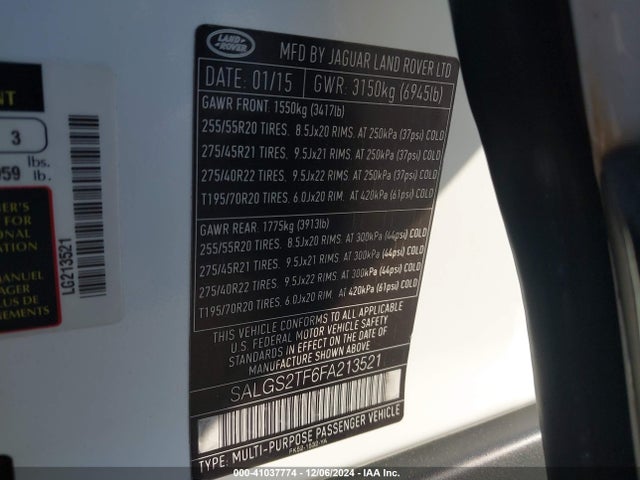 LAND
ROVER
MFD BY JAGUAR LAND ROVER LTD
DATE: 01/15
GWR: 3150kg (6945lb)
GAWR FRONT: 1550kg (3417lb)
255/55R20 TIRES. 8.5Jx20 RIMS. AT 250kPa (37psi) COLD
275/45R21 TIRES. 9.5Jx21 RIMS. AT 250kPa (37psi) COLD
275/40R22 TIRES. 9.5Jx22 RIMS. AT 250kPa (37psi) COLD
T195/70R20 TIRES. 6.0Jx20 RIM. AT 420kPa (61psi) COLD
GAWR REAR: 1775kg (3913lb)
255/55R20 TIRES. 8.5Jx20 RIMS. AT 300kPa (44psi) COLD
275/45R21 TIRES. 9.5Jx21 RIMS. AT 300kPa (44psi) COLD
275/40R22 TIRES. 9.5Jx22 RIMS. AT 300kPa (44psi) COLD
T195/70R20 TIRES. 6.0Jx20 RIM. AT 420kPa (61psi) COLD
THIS VEHICLE CONFORMS TO ALL APPLICABLE
U.S. FEDERAL MOTOR VEHICLE SAFETY,
BUMPER AND THEFT PREVENTION STANDARDS
IN EFFECT ON THE DATE OF MANUFACTURE
SHOWN ABOVE.
SALGS2TF6FA213521
TYPE: MULTI-PURPOSE PASSENGER VEHICLE
3
lbs.
959 lb.
LG213521
MANUEL
000-41037774 | 12/06/2024 | IAA Inc.